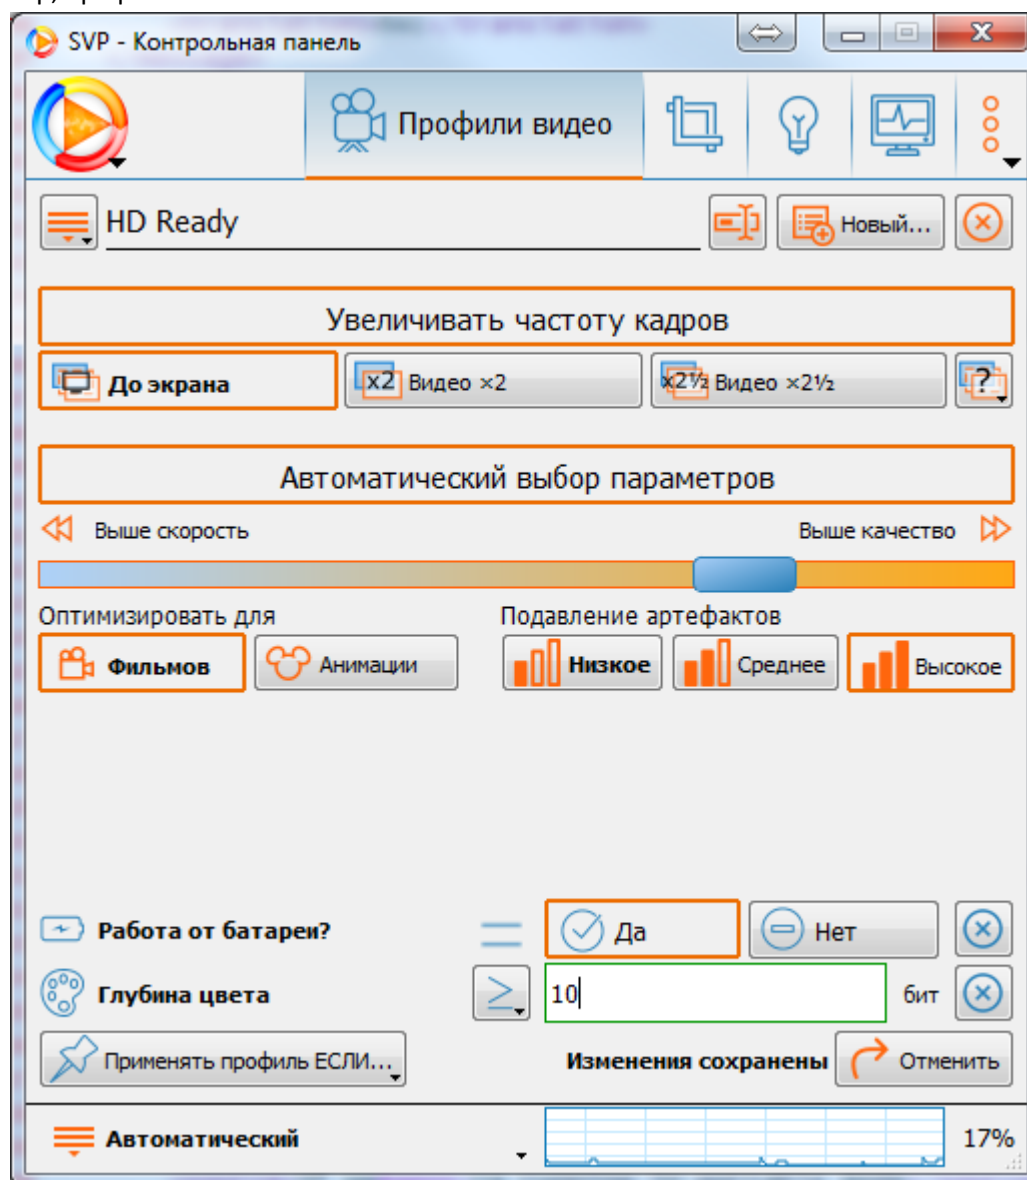 SVP - Контрольная панель
Профили видео
HD Ready
Новый...
Увеличивать частоту кадров
До экрана
x2 Видео ×2
x2½ Видео ×2½
?
Автоматический выбор параметров
Выше скорость Выше качество
Оптимизировать для Подавление артефактов
Фильмов Анимации Низкое Среднее Высокое
Работа от батареи? Да Нет
Глубина цвета ≥ 10 бит
Применять профиль ЕСЛИ... Изменения сохранены Отменить
Автоматический 17%